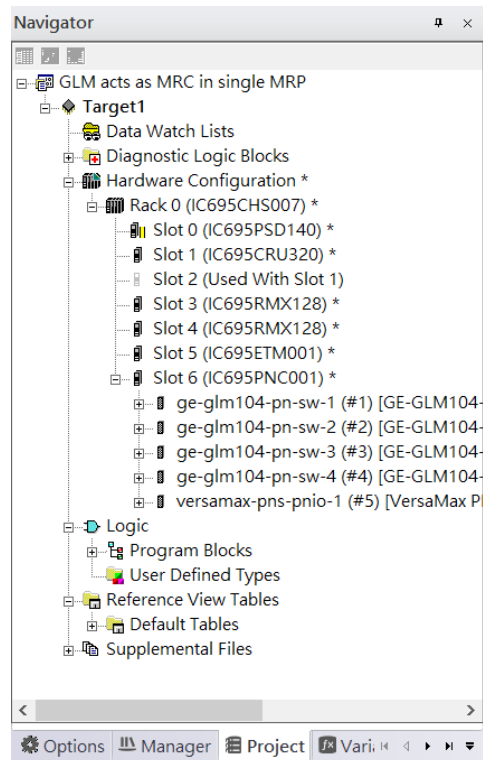 Navigator
GLM acts as MRC in single MRP
Target1
Data Watch Lists
Diagnostic Logic Blocks
Hardware Configuration *
Rack 0 (IC695CHS007) *
Slot 0 (IC695PSD140) *
Slot 1 (IC695CRU320) *
Slot 2 (Used With Slot 1)
Slot 3 (IC695RMX128) *
Slot 4 (IC695RMX128) *
Slot 5 (IC695ETM001) *
Slot 6 (IC695PNC001) *
ge-glm104-pn-sw-1 (#1) [GE-GLM104-
ge-glm104-pn-sw-2 (#2) [GE-GLM104-
ge-glm104-pn-sw-3 (#3) [GE-GLM104-
ge-glm104-pn-sw-4 (#4) [GE-GLM104-
versamax-pns-pnio-1 (#5) [VersaMax P
Logic
Program Blocks
User Defined Types
Reference View Tables
Default Tables
Supplemental Files
Options Manager Project Vari